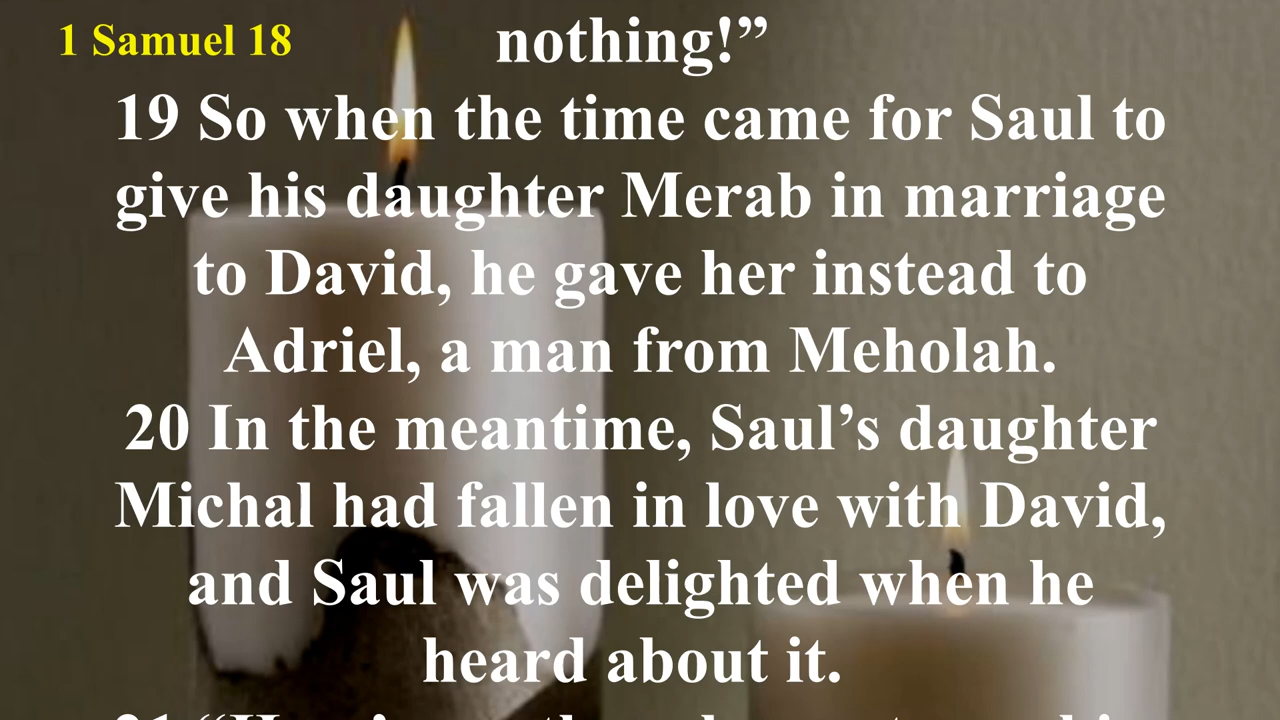 1 Samuel 18
nothing!”
19 So when the time came for Saul to
give his daughter Merab in marriage
to David, he gave her instead to
Adriel, a man from Meholah.
20 In the meantime, Saul’s daughter
Michal had fallen in love with David,
and Saul was delighted when he
heard about it.